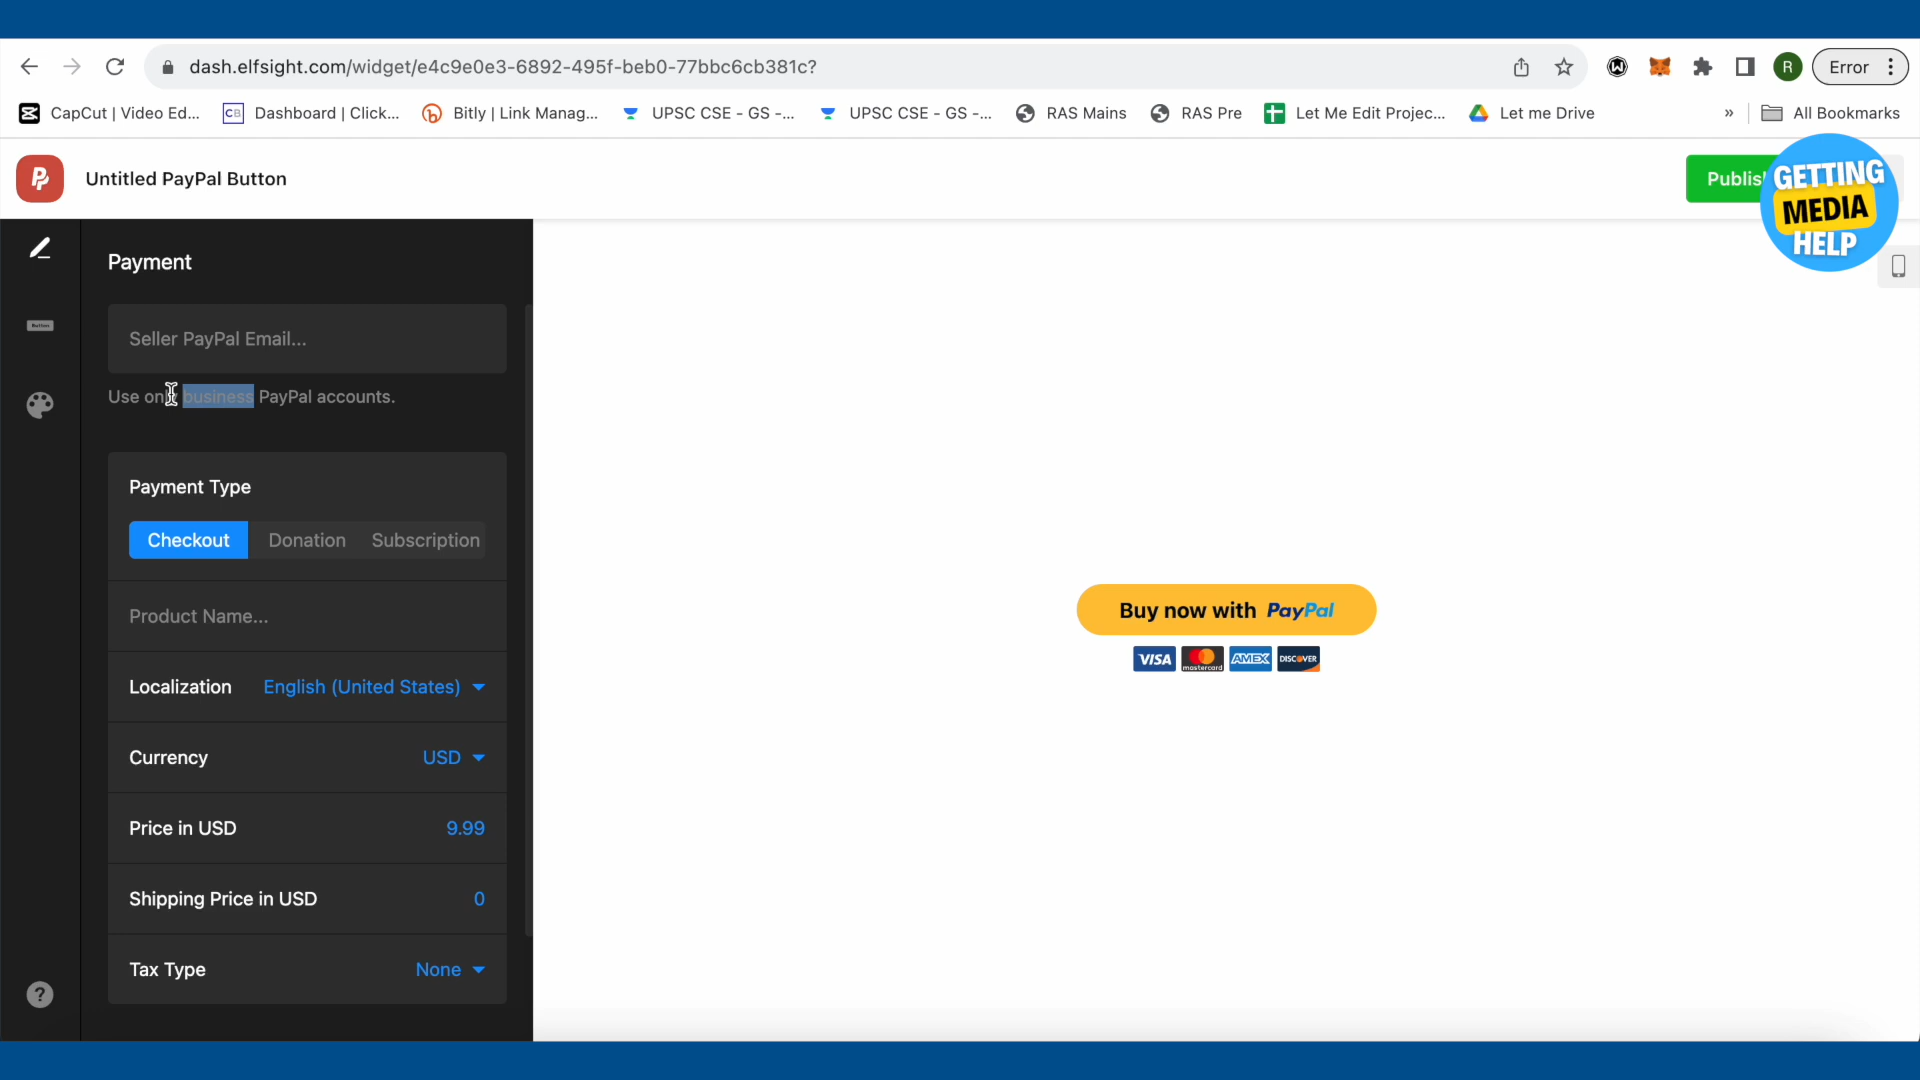 dash.elfsight.com/widget/e4c9e0e3-6892-495f-beb0-77bbc6cb381c?
R
Error
CapCut | Video Ed...
CB
Dashboard | Click...
Bitly | Link Manag...
UPSC CSE - GS -...
UPSC CSE - GS -...
RAS Mains
RAS Pre
Let Me Edit Projec...
Let me Drive
»
All Bookmarks
Untitled PayPal Button
Publis
GETTING
MEDIA
HELP
Payment
Seller PayPal Email...
Button
Use only business PayPal accounts.
Payment Type
Checkout
Donation
Subscription
Product Name...
Localization
English (United States)
Currency
USD
Price in USD
9.99
Shipping Price in USD
0
Tax Type
None
?
Buy now with PayPal
VISA
mastercard
AMEX
DISCOVER